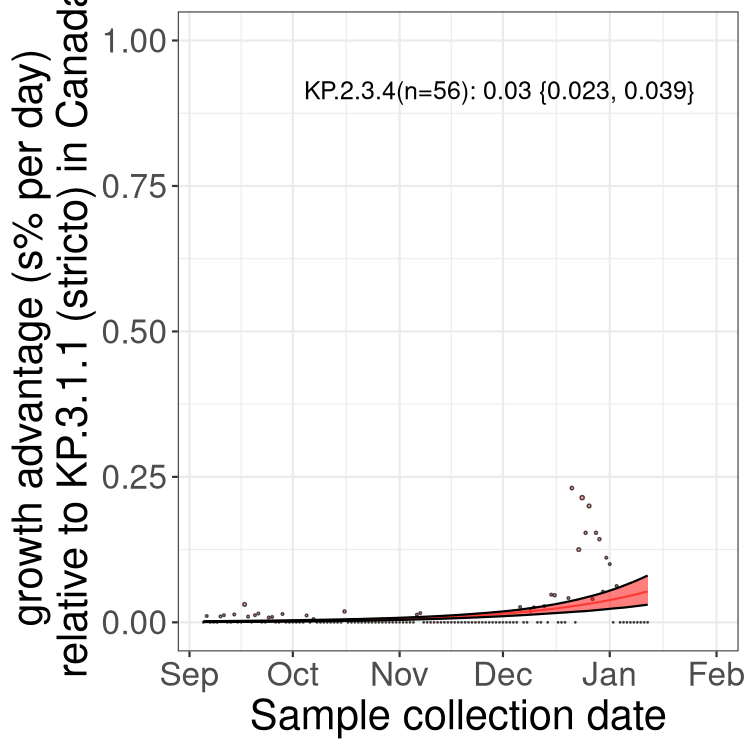 growth advantage (s% per day)
relative to KP.3.1.1 (stricto) in Canada
1.00
KP.2.3.4(n=56): 0.03 {0.023, 0.039}
0.75
0.50
0.25
0.00
Sep Oct Nov Dec Jan Feb
Sample collection date